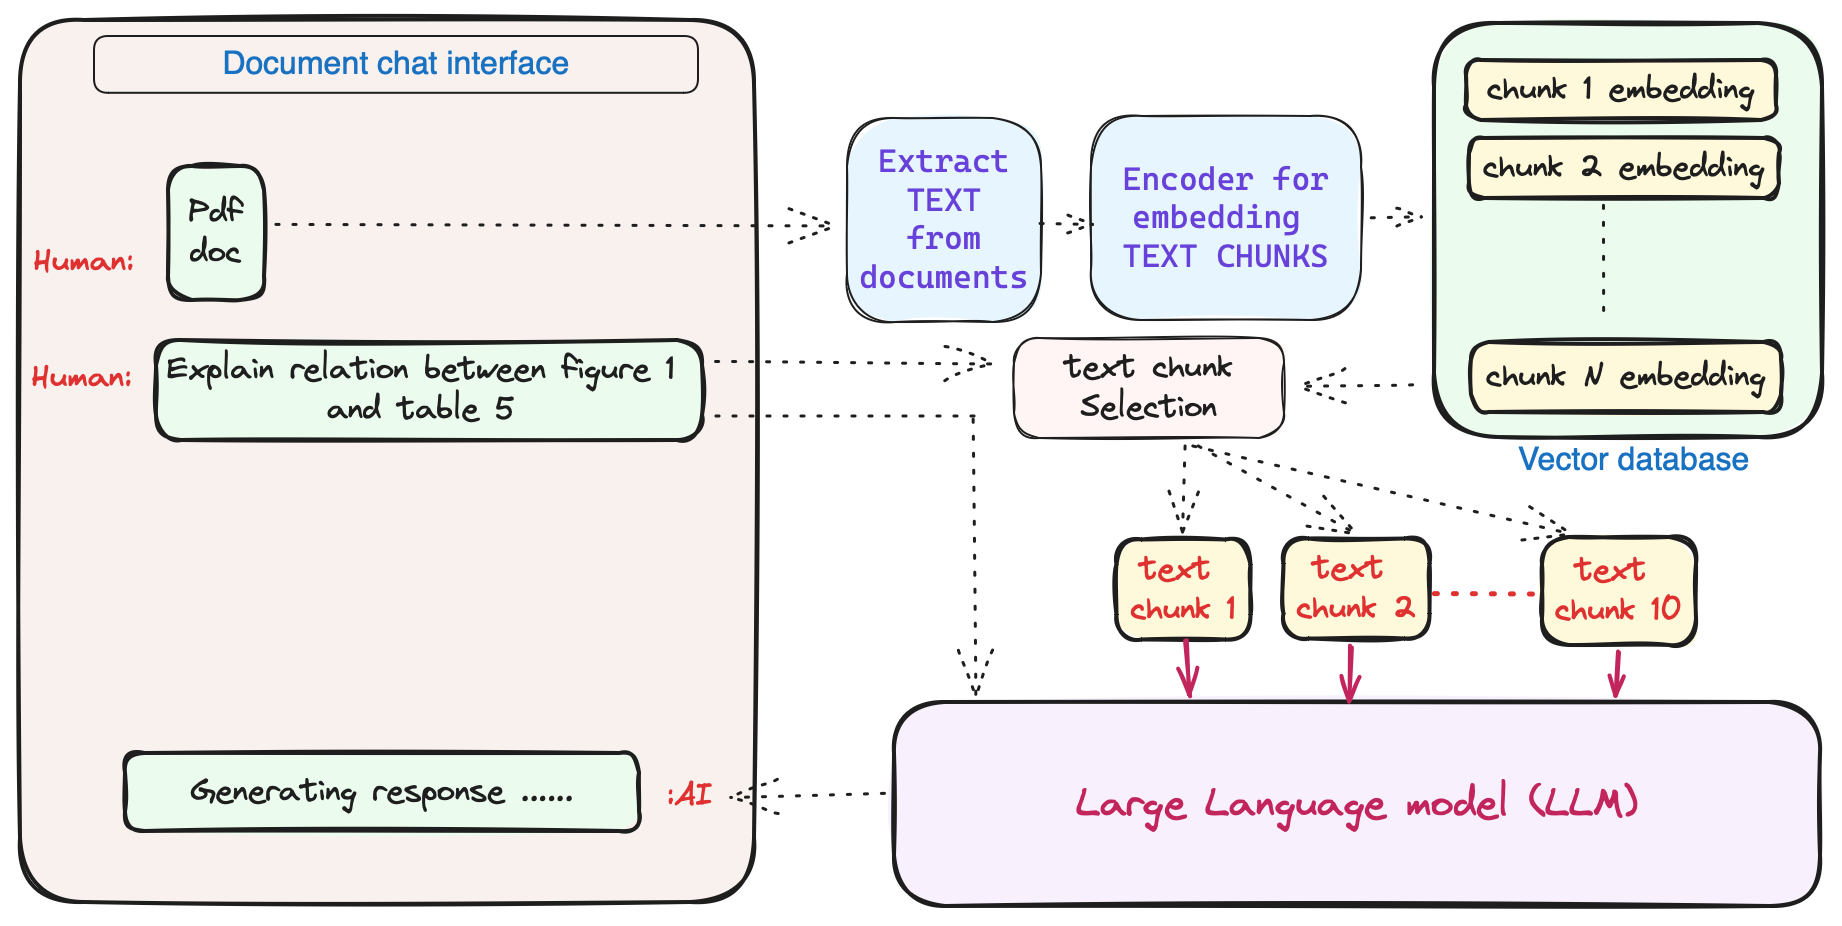 Document chat interface
Human:
Pdf
doc
Extract
TEXT
from
documents
Encoder for
embedding
TEXT CHUNKS
chunk 1 embedding
chunk 2 embedding
chunk N embedding
Vector database
Human:
Explain relation between figure 1
and table 5
text chunk
Selection
text
chunk 1
text
chunk 2
text
chunk 10
Large Language model (LLM)
Generating response ......
:AI